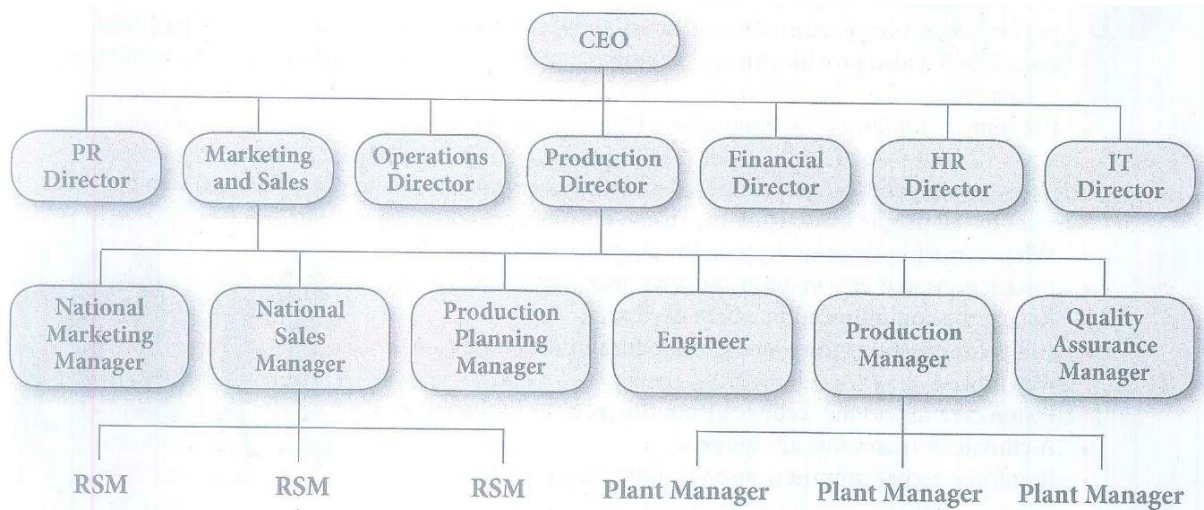 CEO
PR
Director
Marketing
and Sales
Operations
Director
Production
Director
Financial
Director
HR
Director
IT
Director
National
Marketing
Manager
National
Sales
Manager
Production
Planning
Manager
Engineer
Production
Manager
Quality
Assurance
Manager
RSM
RSM
RSM
Plant Manager
Plant Manager
Plant Manager